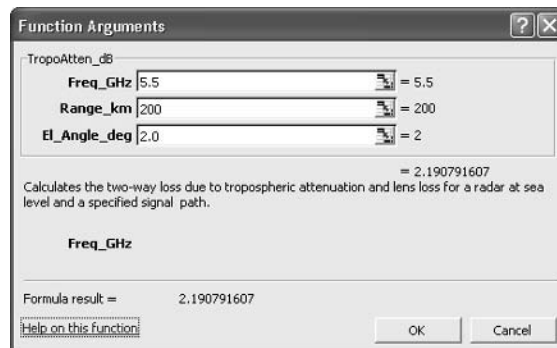 Function Arguments
TropoAtten_dB
Freq_GHz 5.5 = 5.5
Range_km 200 = 200
El_Angle_deg 2.0 = 2
= 2.190791607
Calculates the two-way loss due to tropospheric attenuation and lens loss for a radar at sea
level and a specified signal path.
Freq_GHz
Formula result = 2.190791607
Help on this function OK Cancel